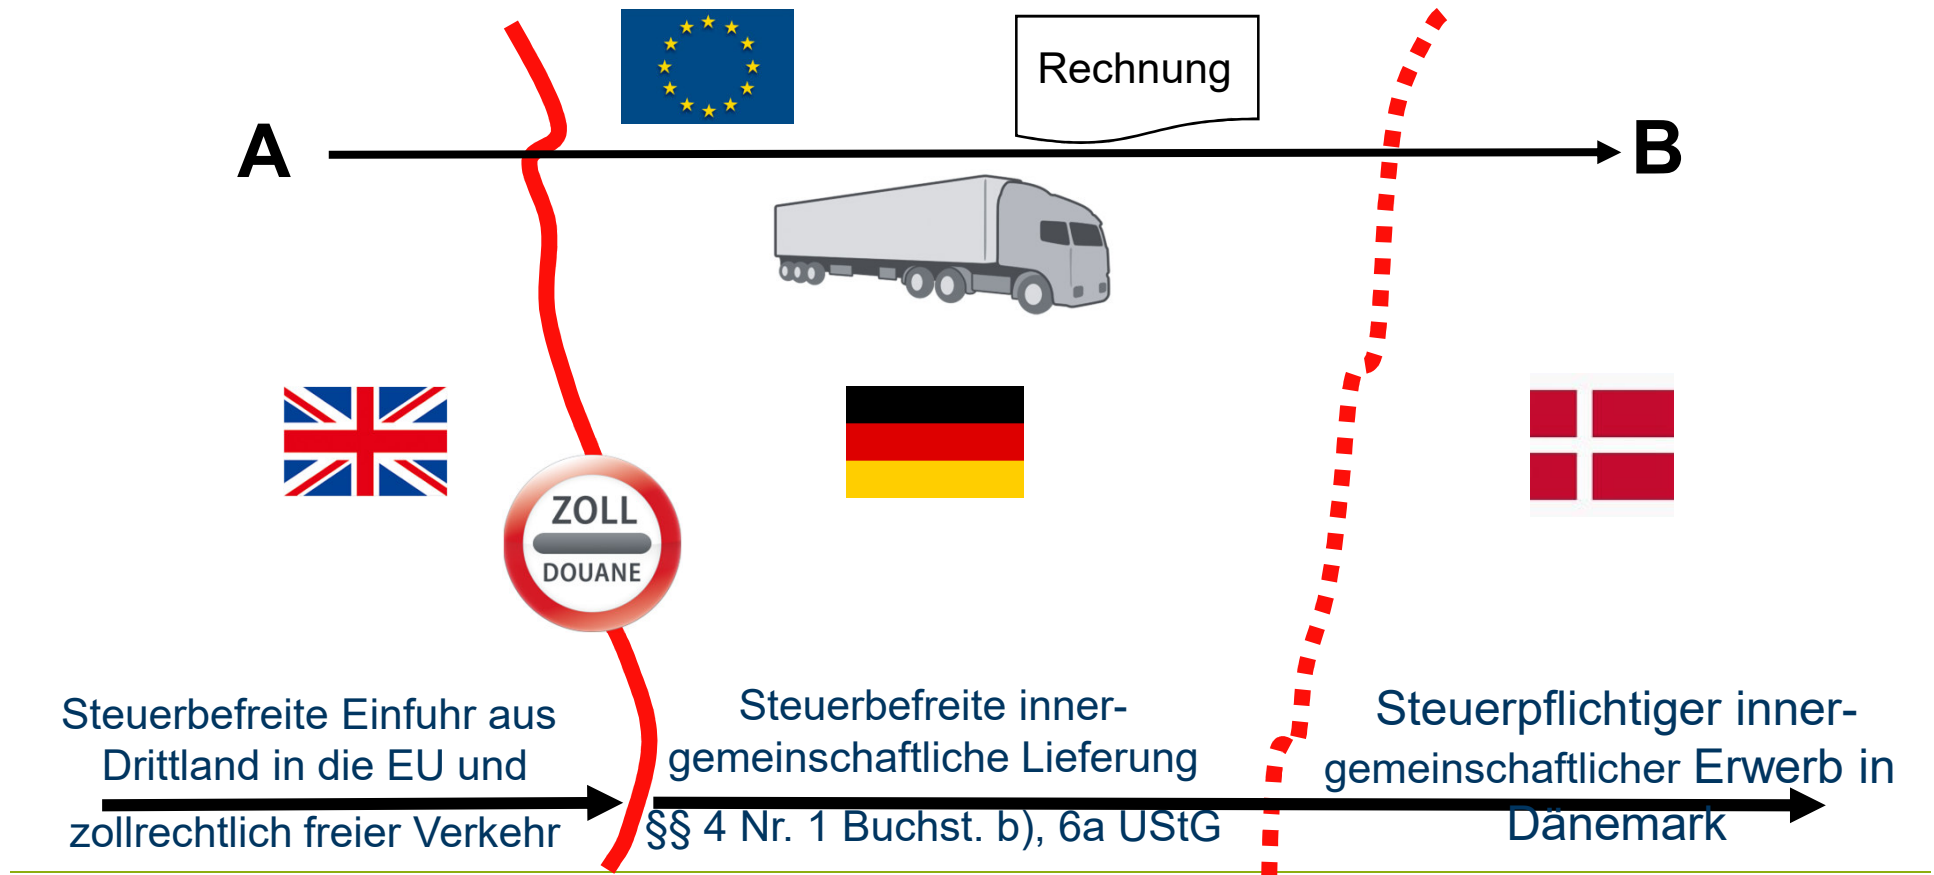 Rechnung
A
B
ZOLL
DOUANE
Steuerbefreite Einfuhr aus
Drittland in die EU und
zollrechtlich freier Verkehr
Steuerbefreite inner-
gemeinschaftliche Lieferung
§§ 4 Nr. 1 Buchst. b), 6a UStG
Steuerpflichtiger inner-
gemeinschaftlicher Erwerb in
Dänemark